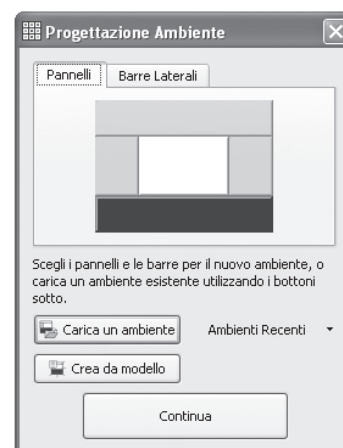 Progettazione Ambiente
Pannelli Barre Laterali
Scegli i pannelli e le barre per il nuovo ambiente, o
carica un ambiente esistente utilizzando i bottoni
sotto.
Carica un ambiente Ambienti Recenti
Crea da modello
Continua